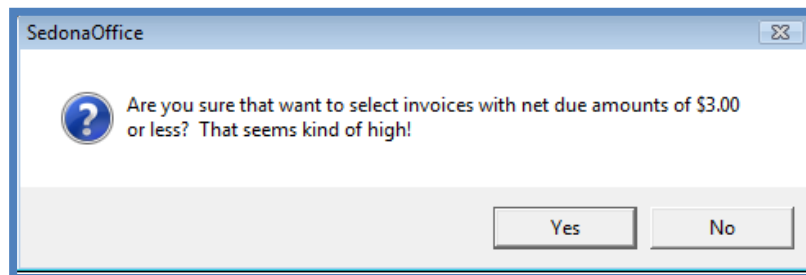 SedonaOffice
Are you sure that want to select invoices with net due amounts of $3.00
or less?  That seems kind of high!
Yes
No